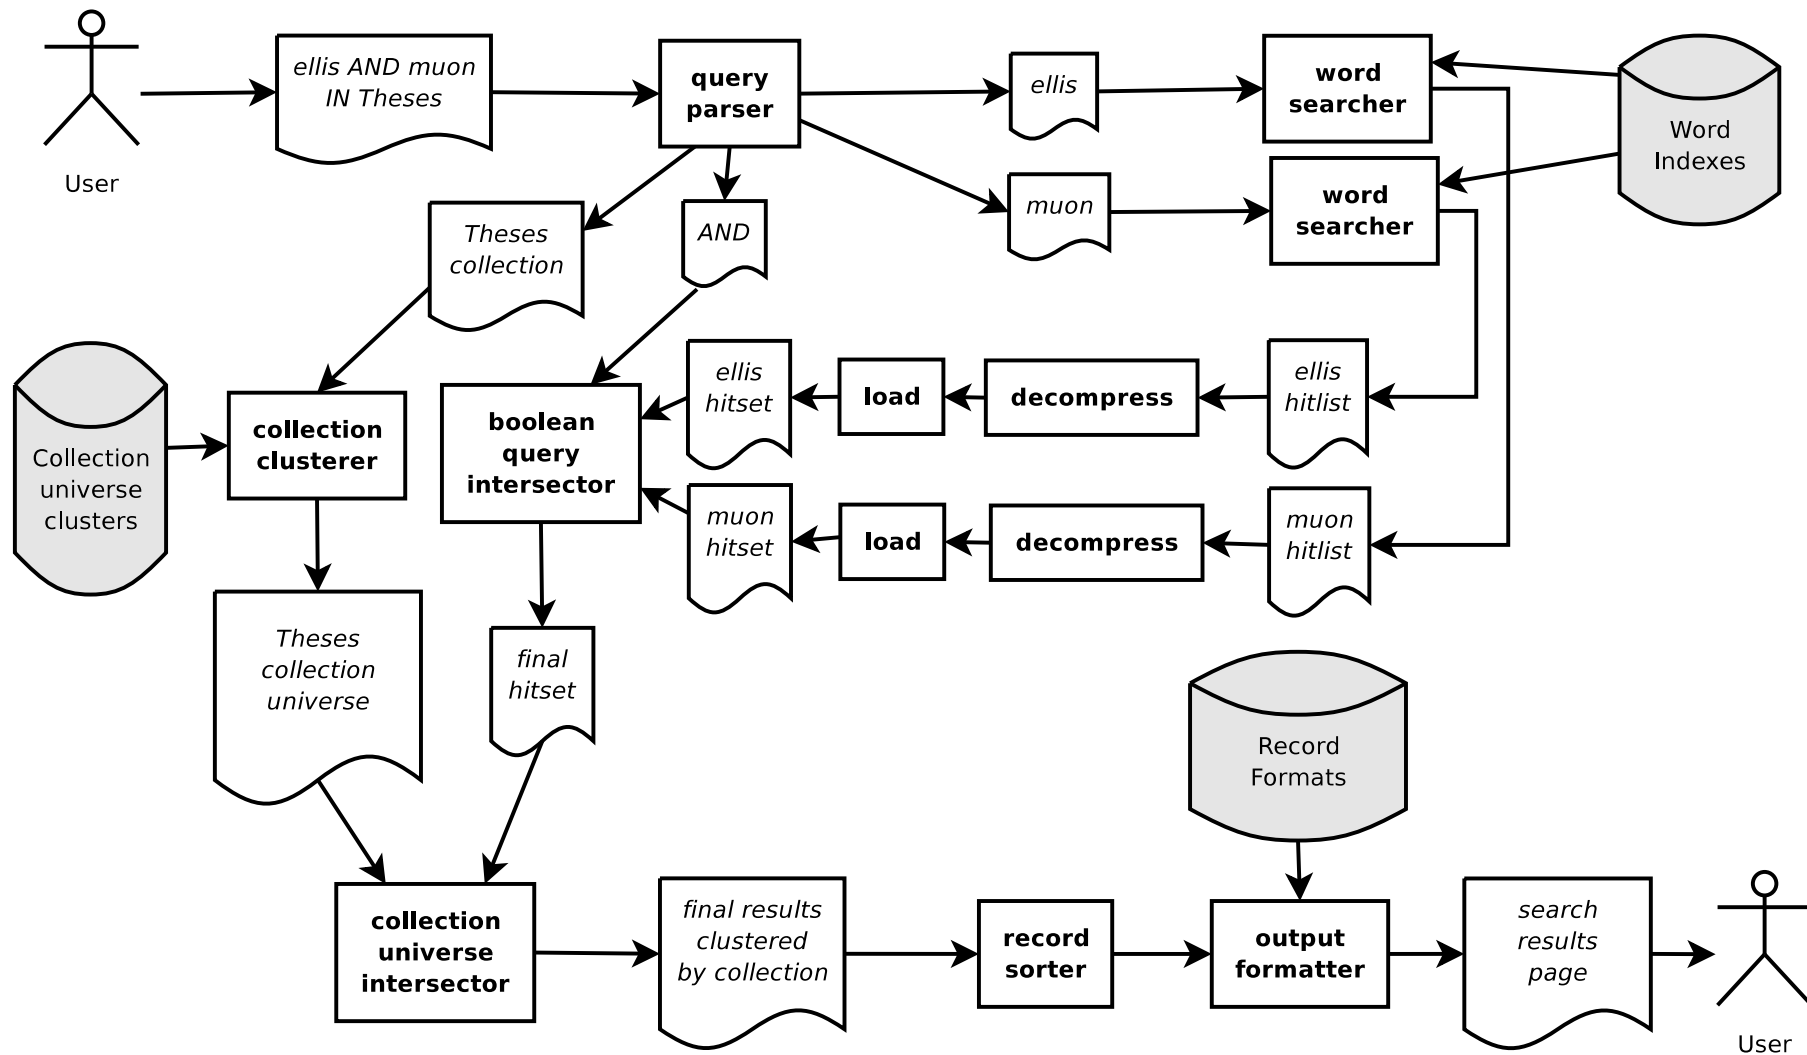 User
ellis AND muon
IN Theses
query
parser
ellis
word
searcher
Word
Indexes
muon
word
searcher
Theses
collection
AND
Collection
universe
clusters
collection
clusterer
boolean
query
intersector
ellis
hitset
load
decompress
ellis
hitlist
muon
hitset
load
decompress
muon
hitlist
Theses
collection
universe
final
hitset
Record
Formats
collection
universe
intersector
final results
clustered
by collection
record
sorter
output
formatter
search
results
page
User